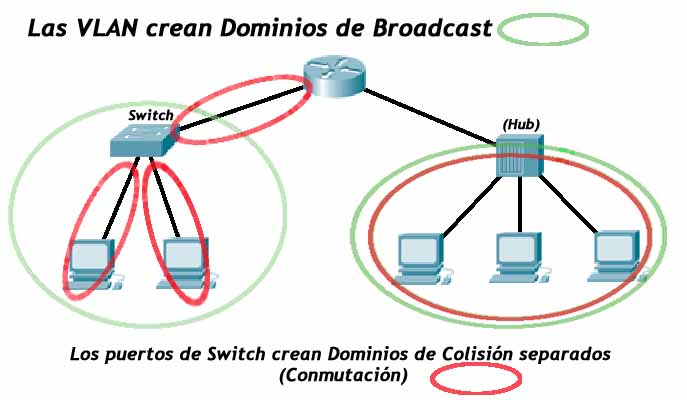 Las VLAN crean Dominios de Broadcast
Switch
(Hub)
Los puertos de Switch crean Dominios de Colisión separados
(Conmutación)